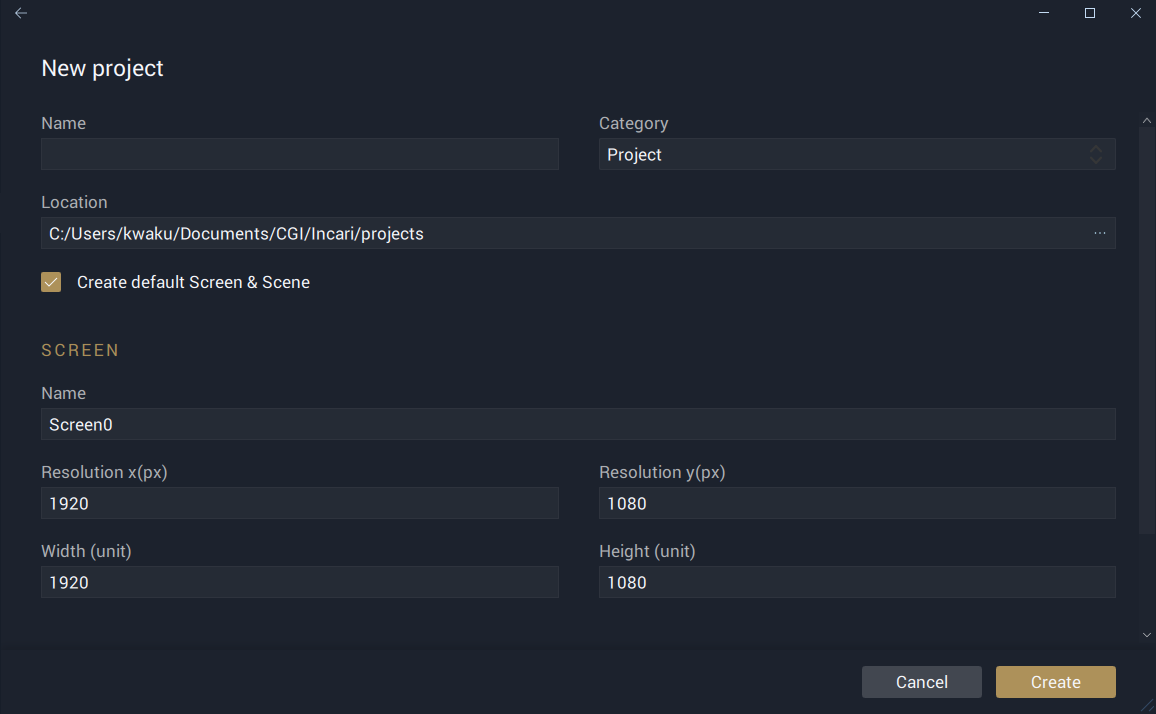 New project
Name
Category
Project
Location
C:/Users/kwaku/Documents/CGI/Incari/projects
...
Create default Screen & Scene
SCREEN
Name
Screen0
Resolution x(px)
Resolution y(px)
1920
1080
Width (unit)
Height (unit)
1920
1080
Cancel
Create